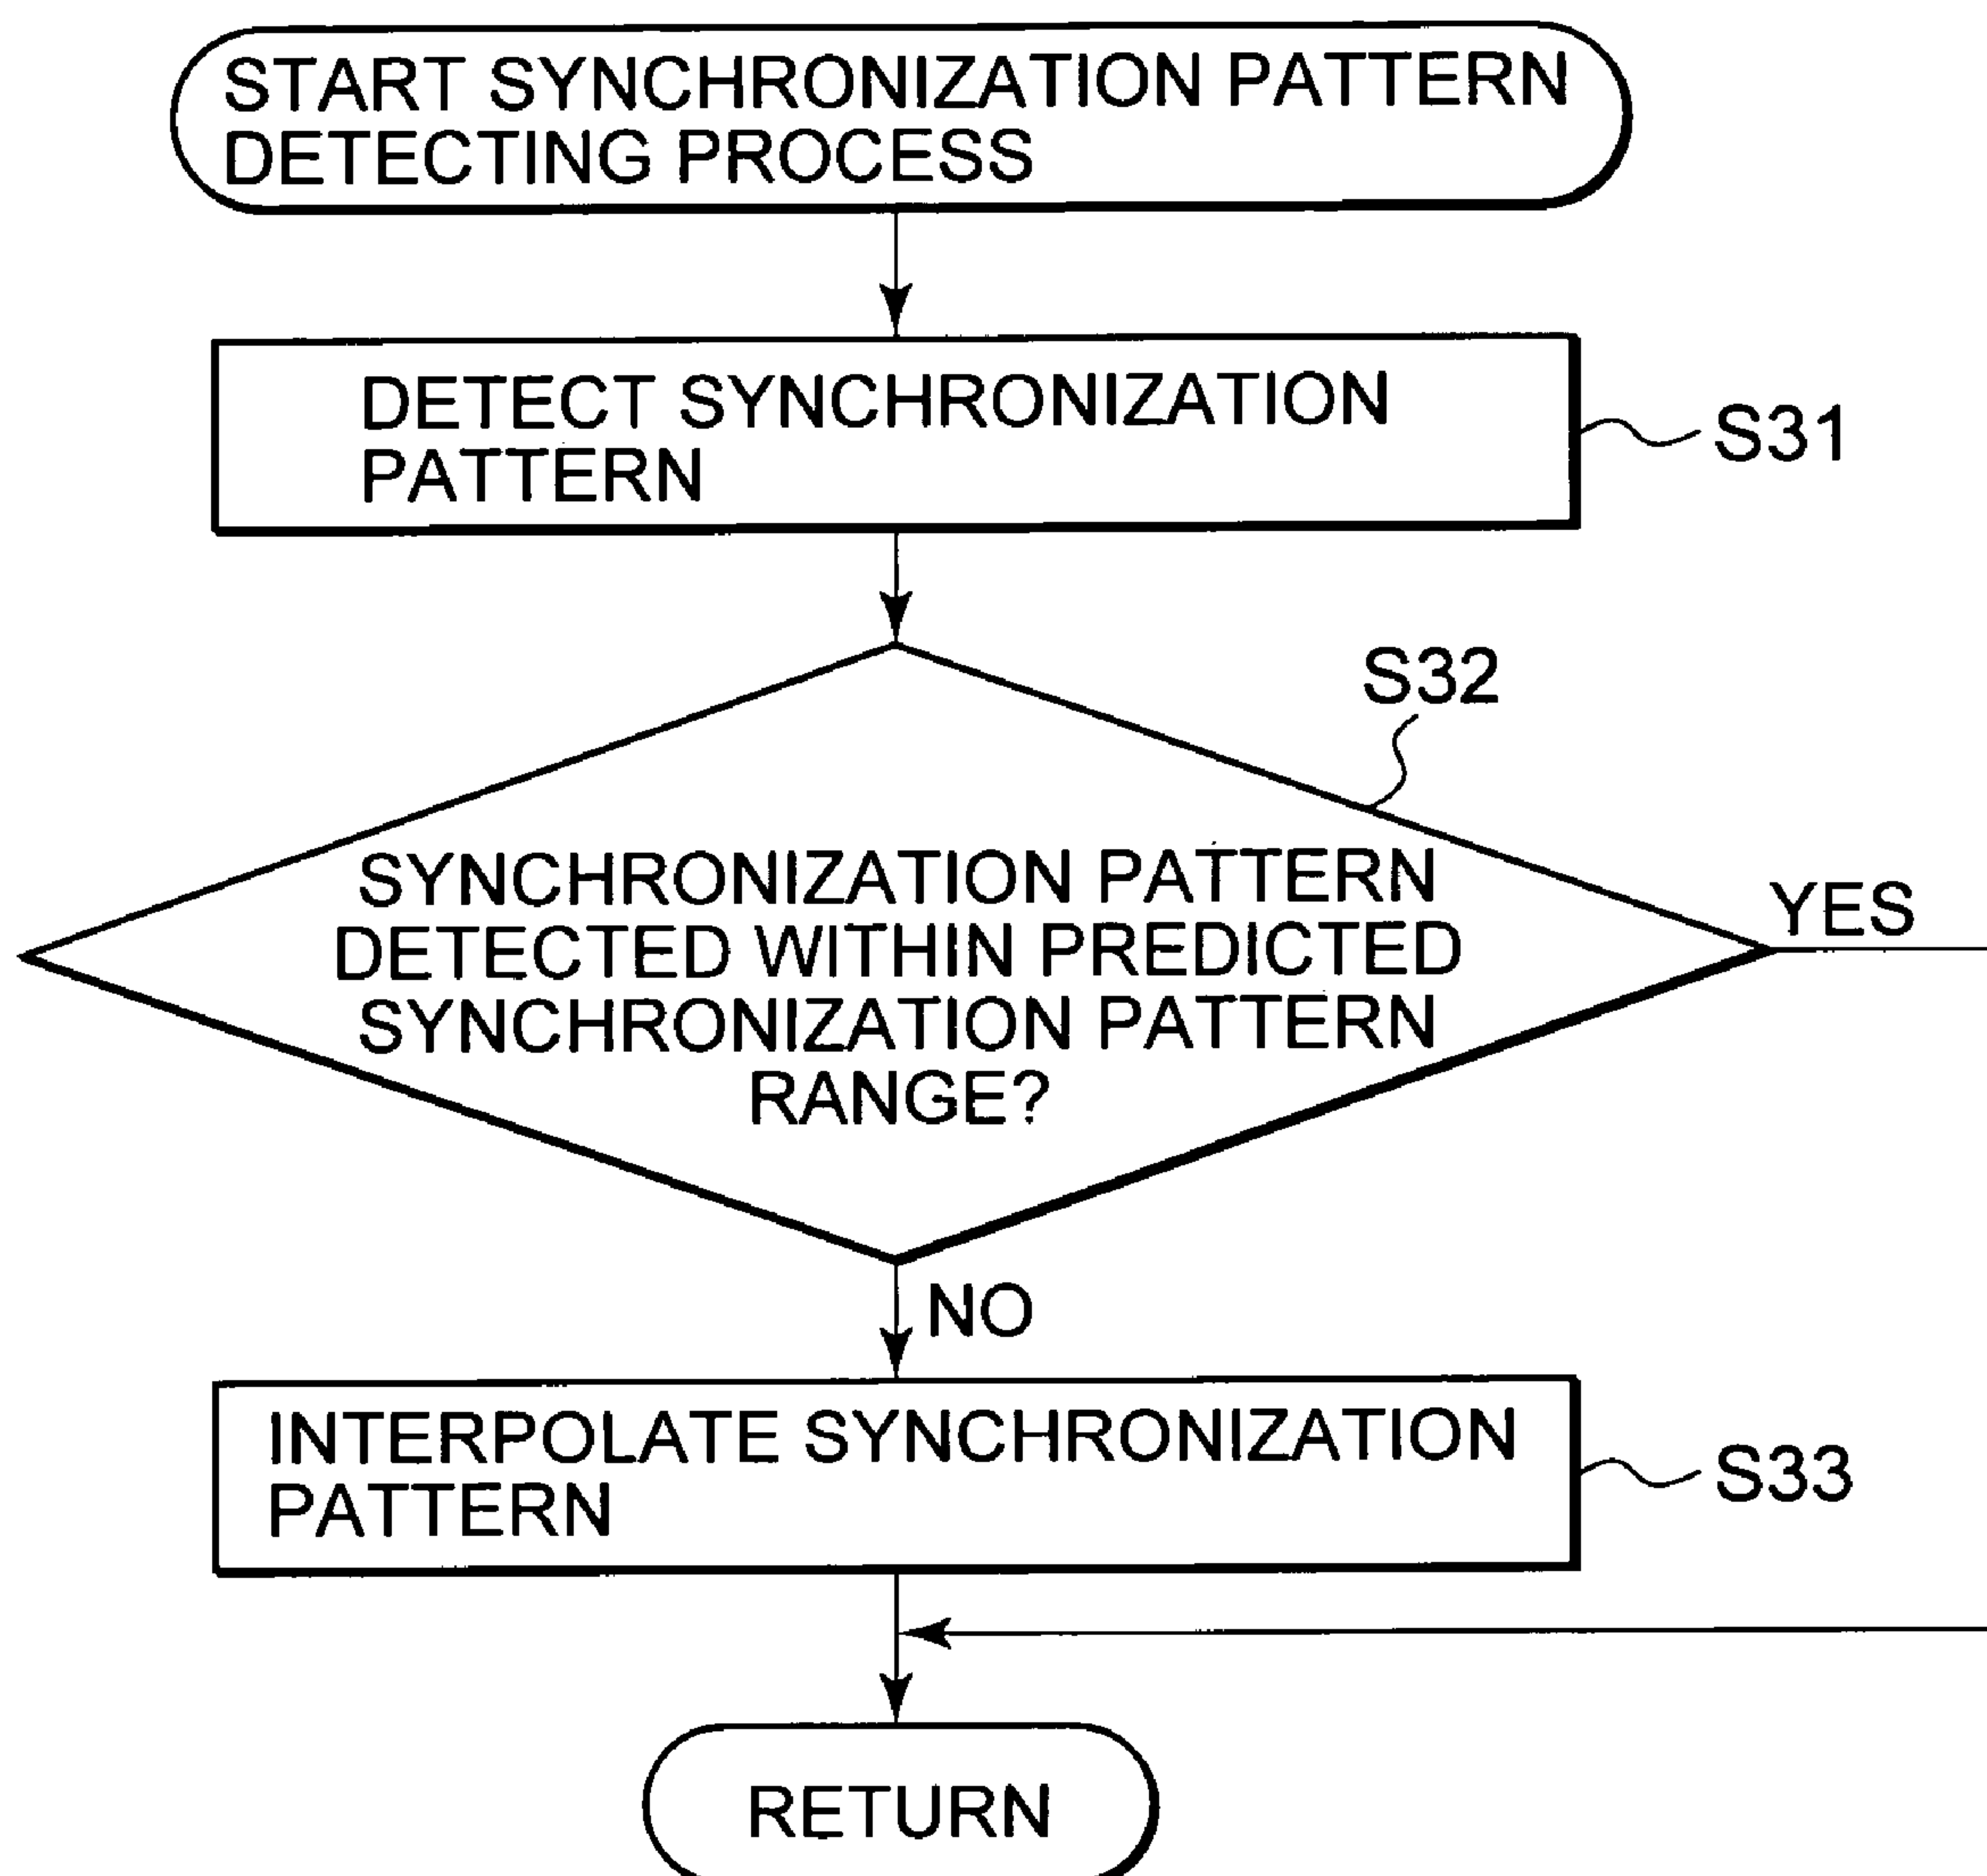 START SYNCHRONIZATION PATTERN
DETECTING PROCESS
DETECT SYNCHRONIZATION
PATTERN
S31
S32
SYNCHRONIZATION PATTERN
DETECTED WITHIN PREDICTED
SYNCHRONIZATION PATTERN
RANGE?
YES
NO
INTERPOLATE SYNCHRONIZATION
PATTERN
S33
RETURN